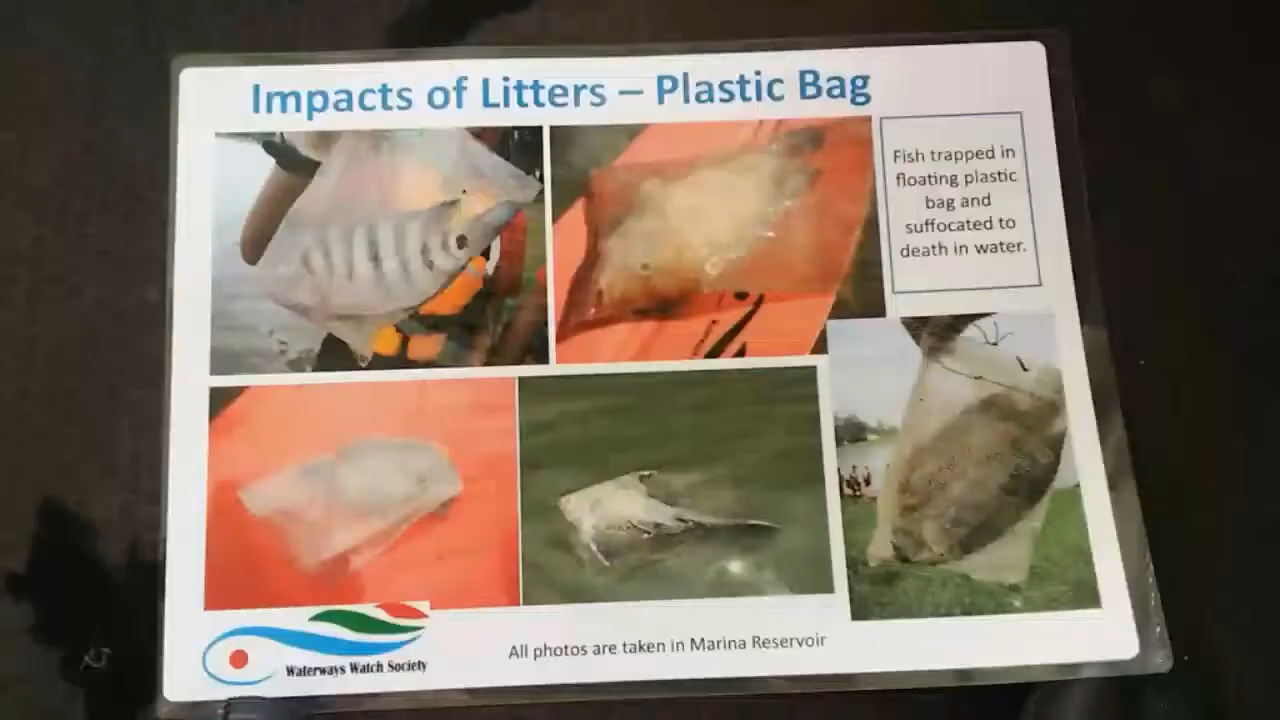 Impacts of Litters – Plastic Bag
Fish trapped in
floating plastic
bag and
suffocated to
death in water.
All photos are taken in Marina Reservoir
Waterways Watch Society